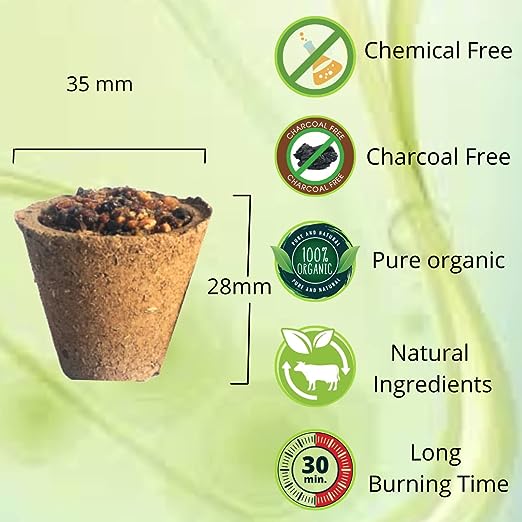 35 mm
28mm
Chemical Free
CHARCOAL FREE
CHARCOAL FREE
Charcoal Free
PURE AND NATURAL
100%
ORGANIC
PURE AND NATURAL
Pure organic
Natural
Ingredients
30
min.
Long
Burning Time